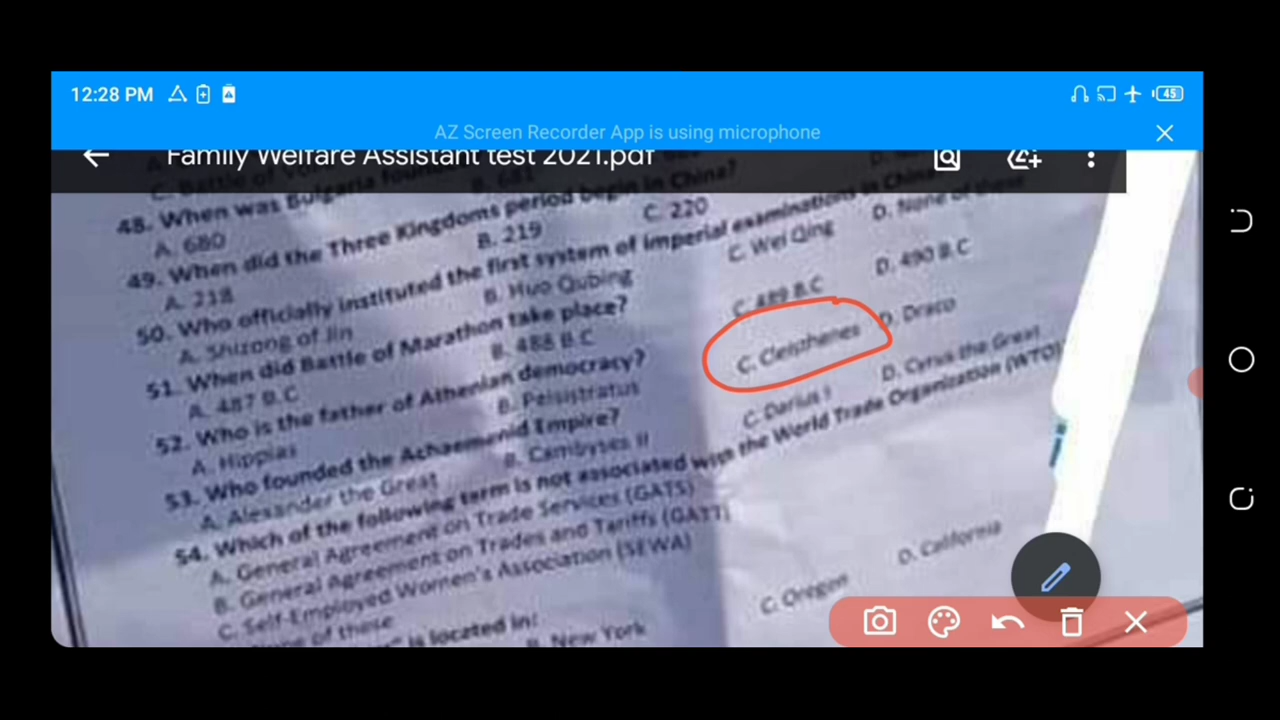 12:28 PM
45
AZ Screen Recorder App is using microphone
Family Welfare Assistant test 2021.pdf
C. Battle of
48. When was Bulgaria
A. 680
B. 681
49. When did the Three Kingdoms period begin in China?
A. 218
B. 219
C. 220
D. None of these
50. Who officially instituted the first system of imperial examinations in China
A. Shizong of Jin
B. Huo Qubing
C. Wei Qing
51. When did Battle of Marathon take place?
A. 487 B.C
B. 488 B.C
C. 489 B.C
D. 490 B.C
52. Who is the father of Athenian democracy?
A. Hippias
B. Peisistratus
C. Cleisthenes
D. Draco
53. Who founded the Achaemenid Empire?
A. Alexander the Great
B. Cambyses II
C. Darius I
D. Cyrus the Great
54. Which of the following term is not associated with the World Trade Organization (WTO)
A. General Agreement on Trade Services (GATS)
B. General Agreement on Trades and Tariffs (GATT)
C. Self-Employed Women's Association (SEWA)
None of these
is located in:
B. New York
C. Oregon
D. California